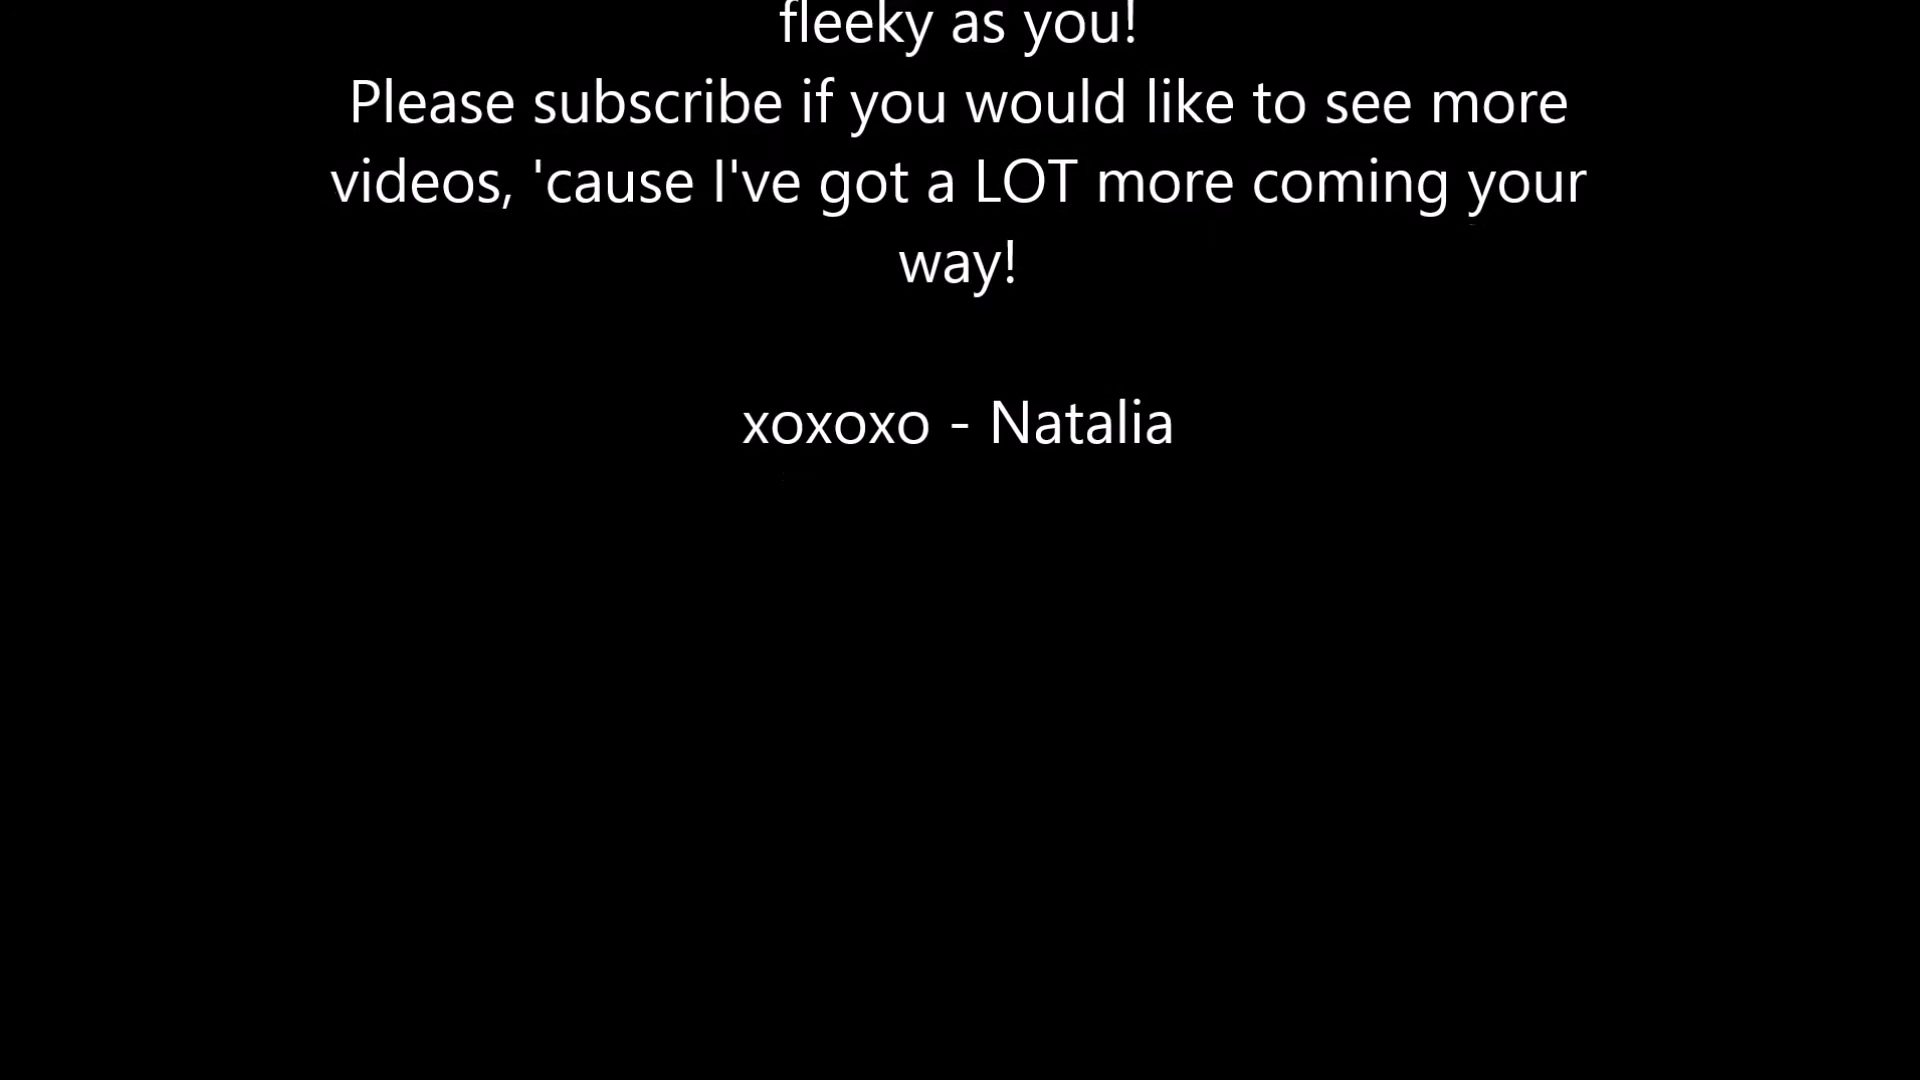 fleeky as you!
Please subscribe if you would like to see more
videos, 'cause I've got a LOT more coming your
way!
xoxoxo - Natalia